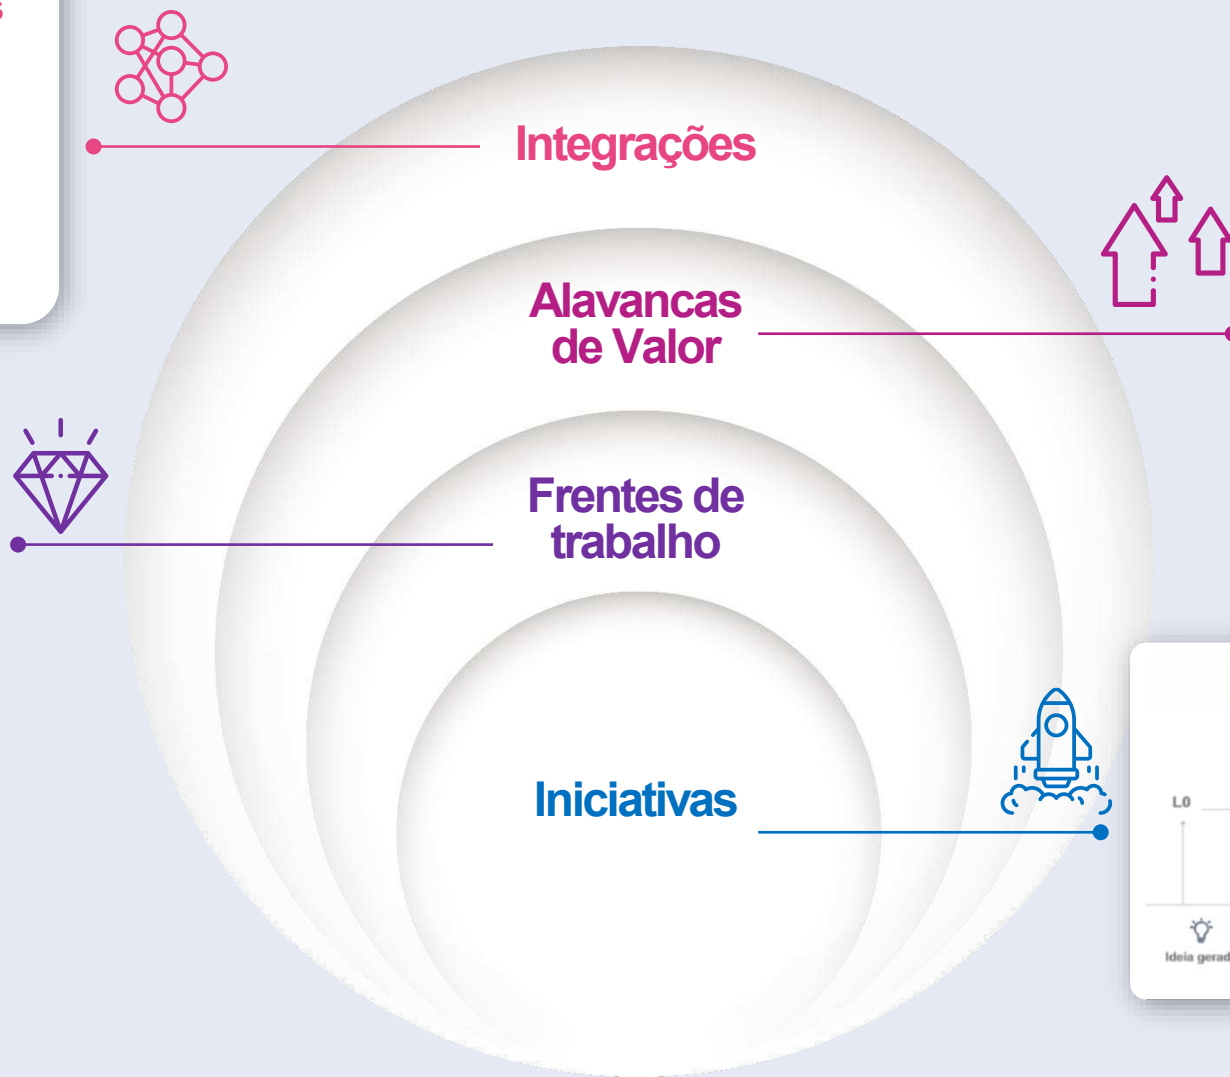 s
Integrações
Alavancas
de Valor
Frentes de
trabalho
Iniciativas
L0
Ideia gerad